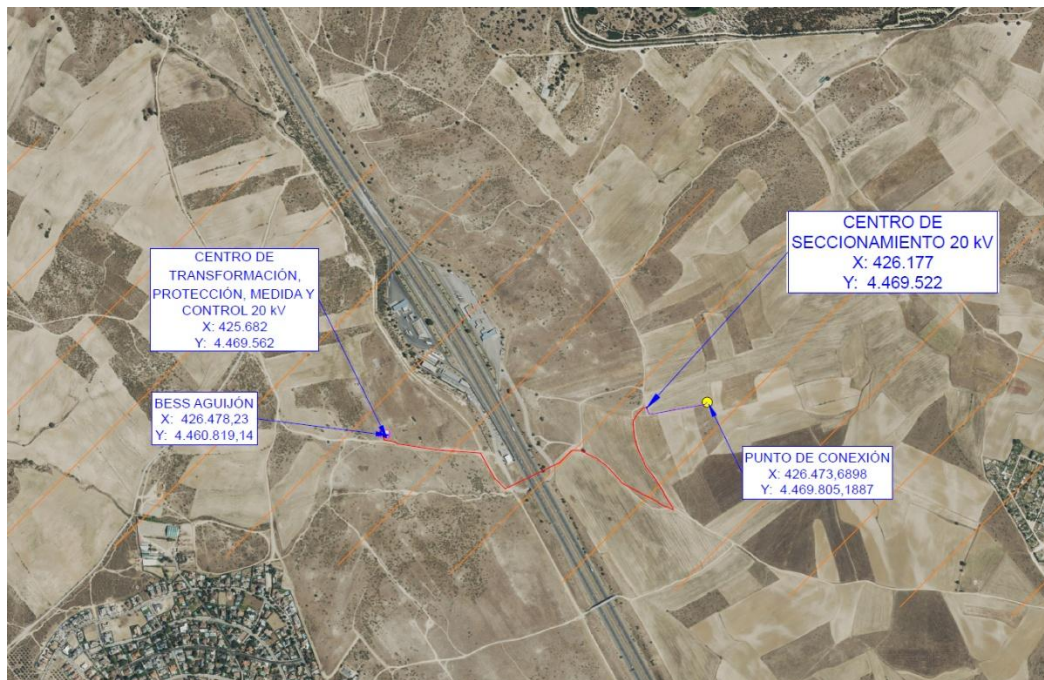 CENTRO DE
SECCIONAMIENTO 20 kV
X: 426.177
Y: 4.469.522
CENTRO DE
TRANSFORMACIÓN,
PROTECCIÓN, MEDIDA Y
CONTROL 20 kV
X: 425.682
Y: 4.469.562
BESS AGUIJÓN
X: 426.478,23
Y: 4.460.819,14
PUNTO DE CONEXIÓN
X: 426.473,6898
Y: 4.469.805,1887